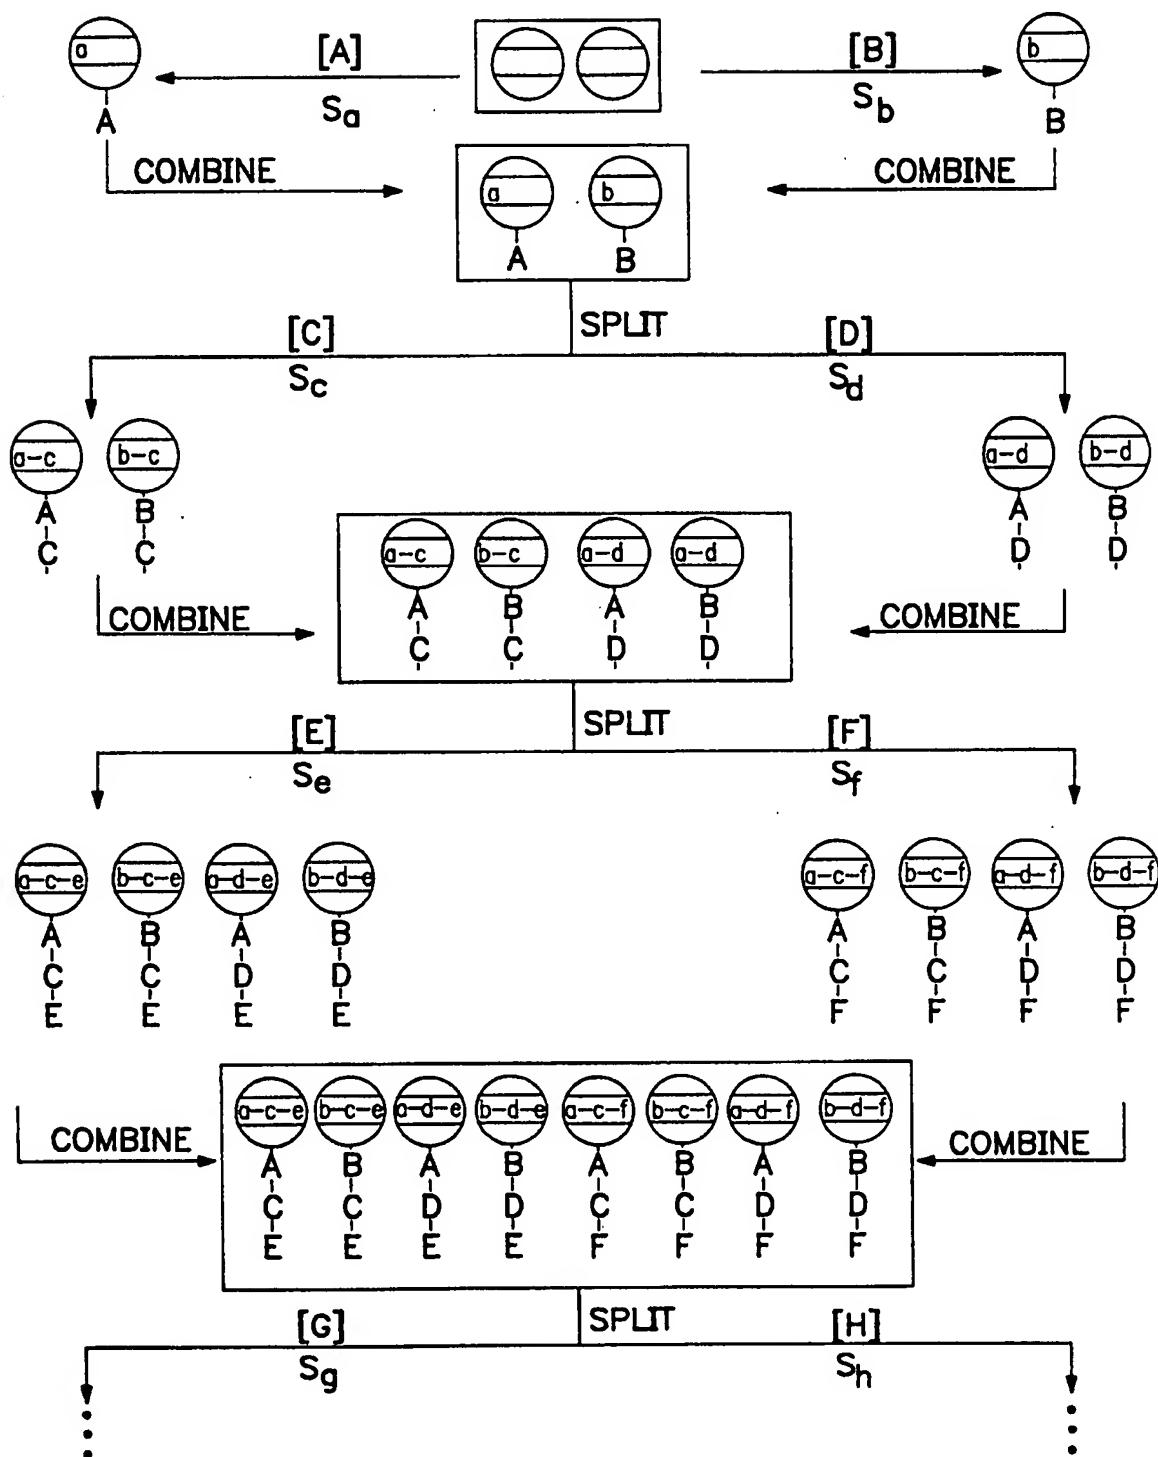 [A] [B]
a b
Sa Sb
A B
COMBINE COMBINE
a b
A B
SPLIT
[C] [D]
Sc Sd
a-c b-c a-d b-d
A B A B
C C D D
a-c b-c a-d a-d
A B A B
C C D D
COMBINE COMBINE
SPLIT
[E] [F]
Se Sf
a-c-e b-c-e a-d-e b-d-e a-c-f b-c-f a-d-f b-d-f
A B A B A B A B
C C D D C C D D
E E E E F F F F
a-c-e b-c-e a-d-e b-d-e a-c-f b-c-f a-d-f b-d-f
COMBINE COMBINE
A B A B A B A B
C C D D C C D D
E E E E F F F F
SPLIT
[G] [H]
Sg Sh